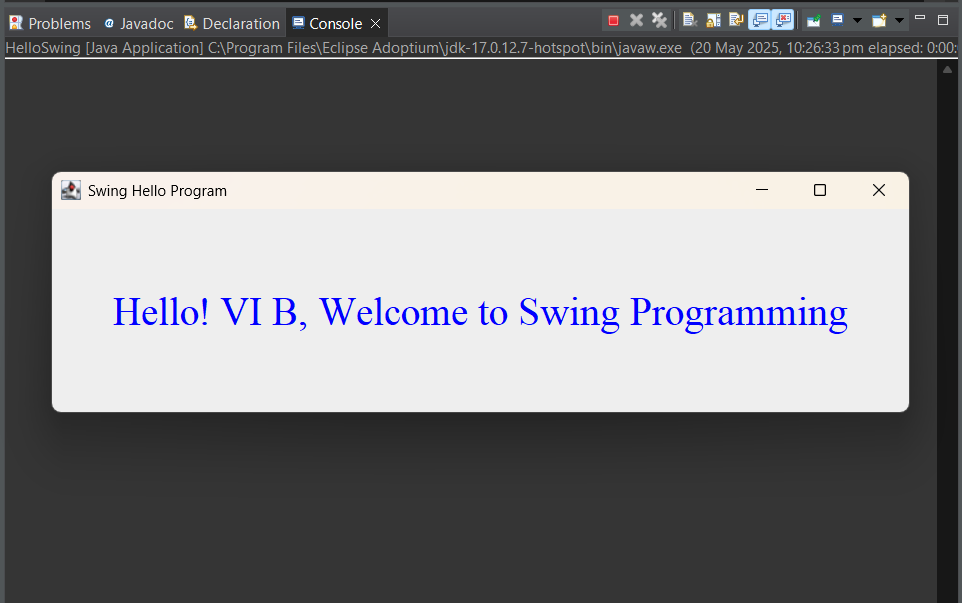 Problems @ Javadoc Declaration Console
HelloSwing [Java Application] C:\Program Files\Eclipse Adoptium\jdk-17.0.12.7-hotspot\bin\javaw.exe (20 May 2025, 10:26:33 pm elapsed: 0:00:
Swing Hello Program
Hello! VI B, Welcome to Swing Programming